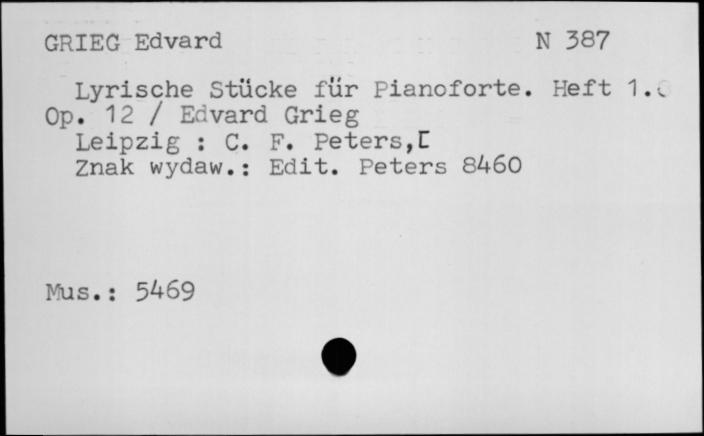 GRIEG Edvard N 387
Lyrische Stücke für Pianoforte. Heft 1.
Op. 12 / Edvard Grieg
Leipzig : C. F. Peters,[
Znak wydaw.: Edit. Peters 8460
Mus.: 5469